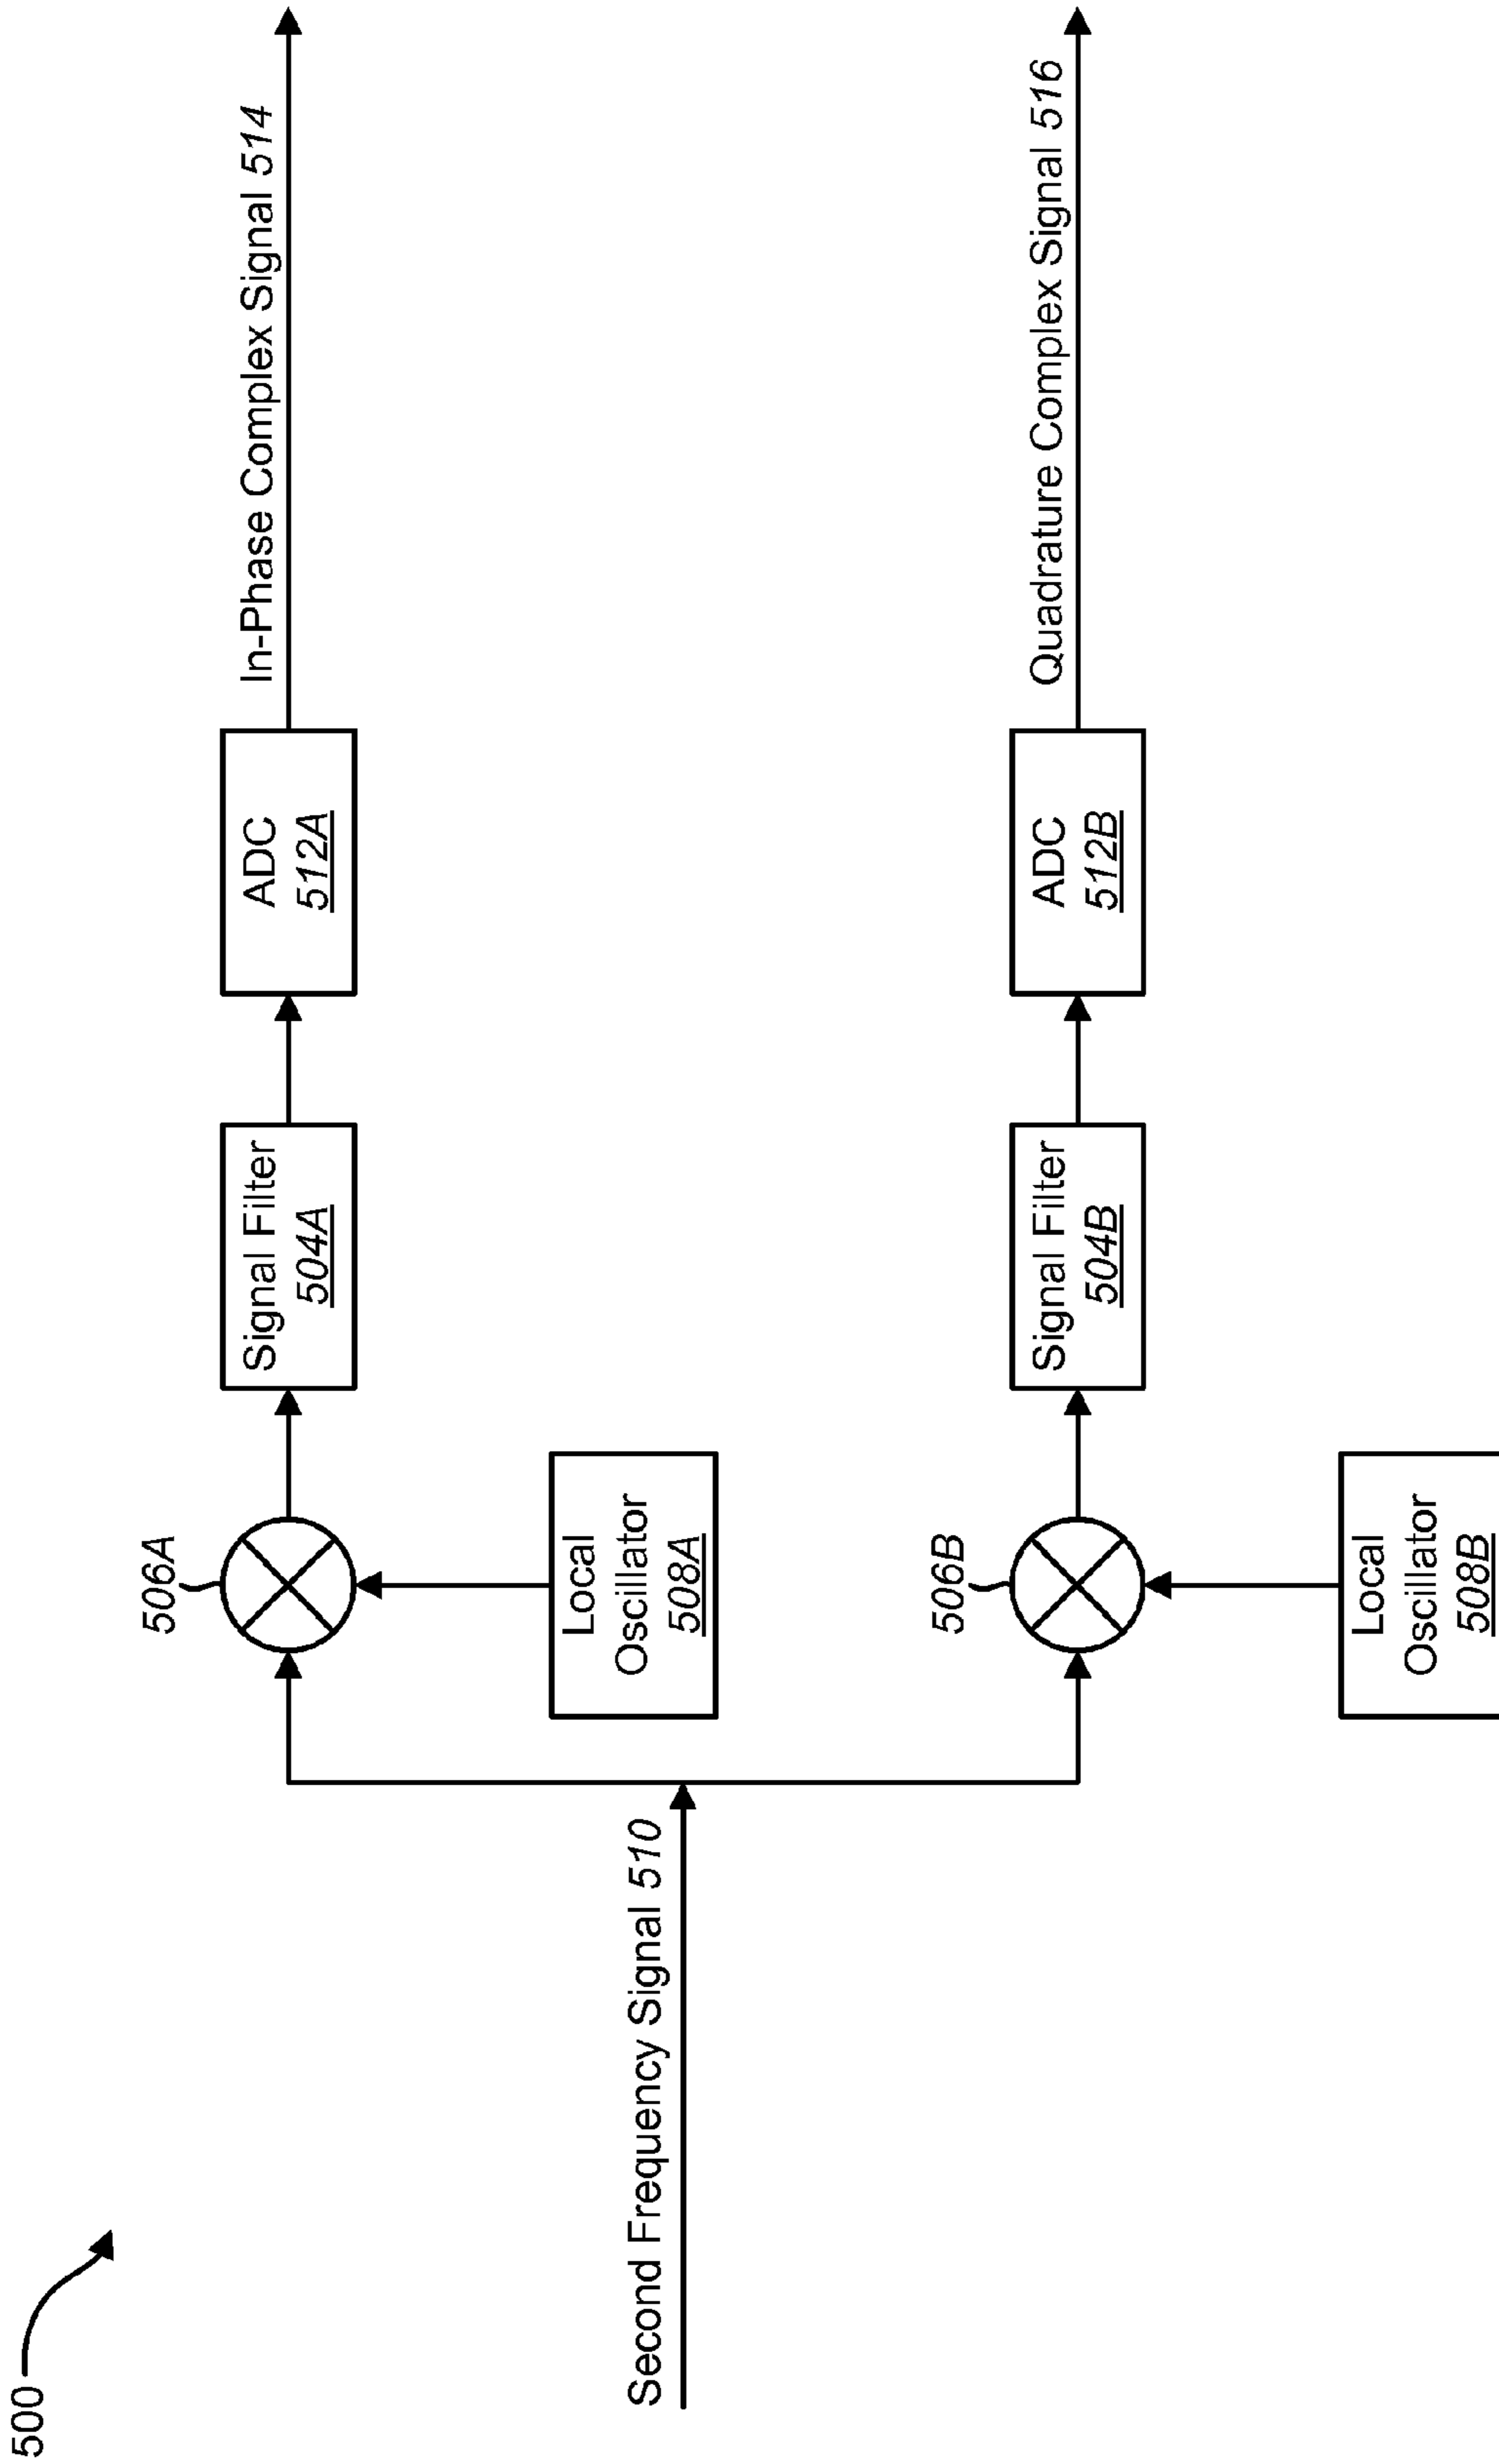 500
Second Frequency Signal 510
506A
Local
Oscillator
508A
Signal Filter
504A
ADC
512A
In-Phase Complex Signal 514
506B
Local
Oscillator
508B
Signal Filter
504B
ADC
512B
Quadrature Complex Signal 516